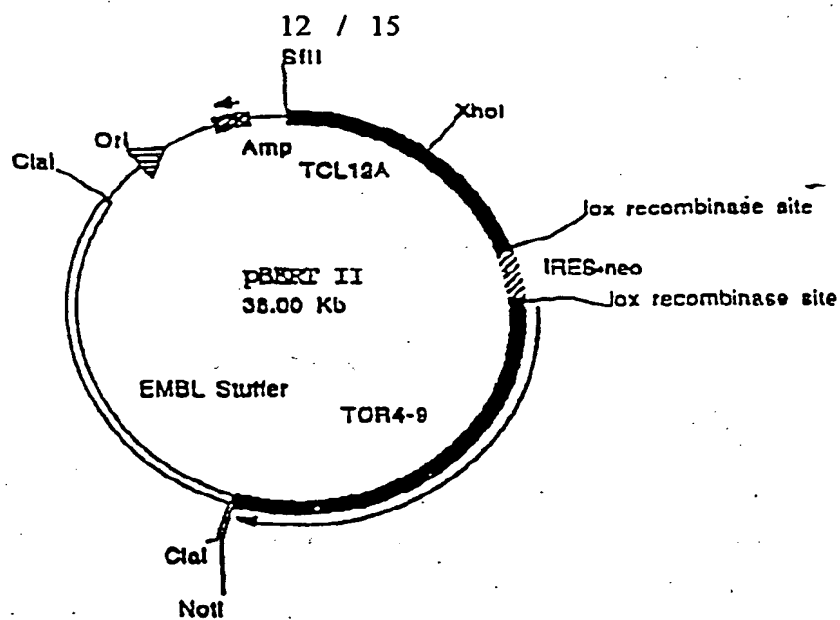 12 / 15
SfiI
XhoI
Ori
Amp
ClaI
TCL12A
lox recombinase site
IRES-neo
pBERT II
38.00 Kb
lox recombinase site
EMBL Stuffer
TOR4-9
ClaI
NotI